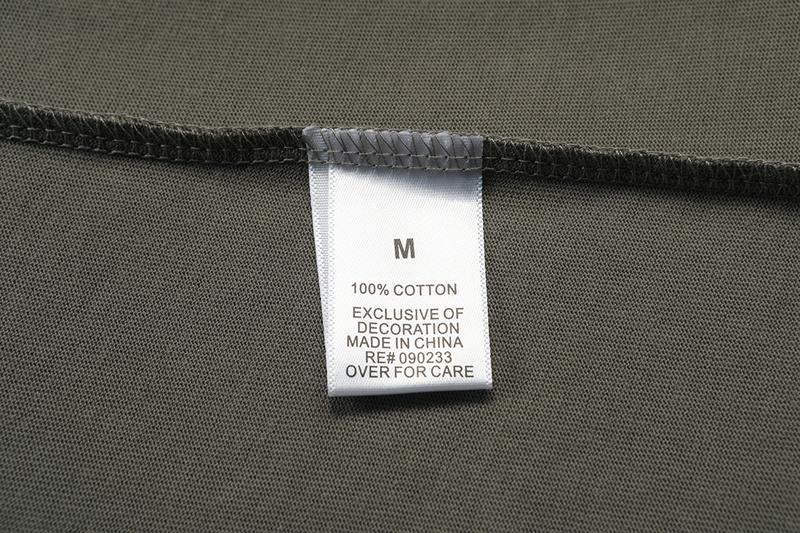 M
100% COTTON
EXCLUSIVE OF
DECORATION
MADE IN CHINA
RE# 090233
OVER FOR CARE